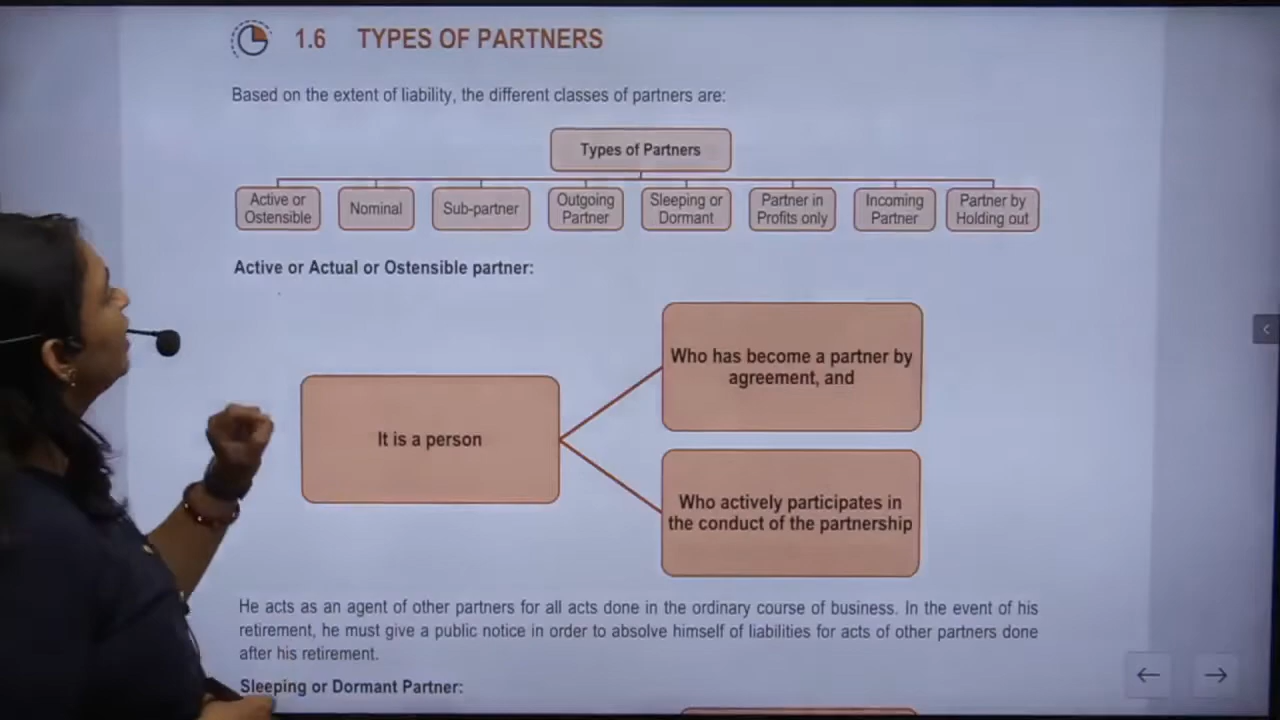 1.6 TYPES OF PARTNERS
Based on the extent of liability, the different classes of partners are:
Types of Partners
Active or
Ostensible
Nominal
Sub-partner
Outgoing
Partner
Sleeping or
Dormant
Partner in
Profits only
Incoming
Partner
Partner by
Holding out
Active or Actual or Ostensible partner:
It is a person
Who has become a partner by
agreement, and
Who actively participates in
the conduct of the partnership
He acts as an agent of other partners for all acts done in the ordinary course of business. In the event of his
retirement, he must give a public notice in order to absolve himself of liabilities for acts of other partners done
after his retirement.
Sleeping or Dormant Partner: